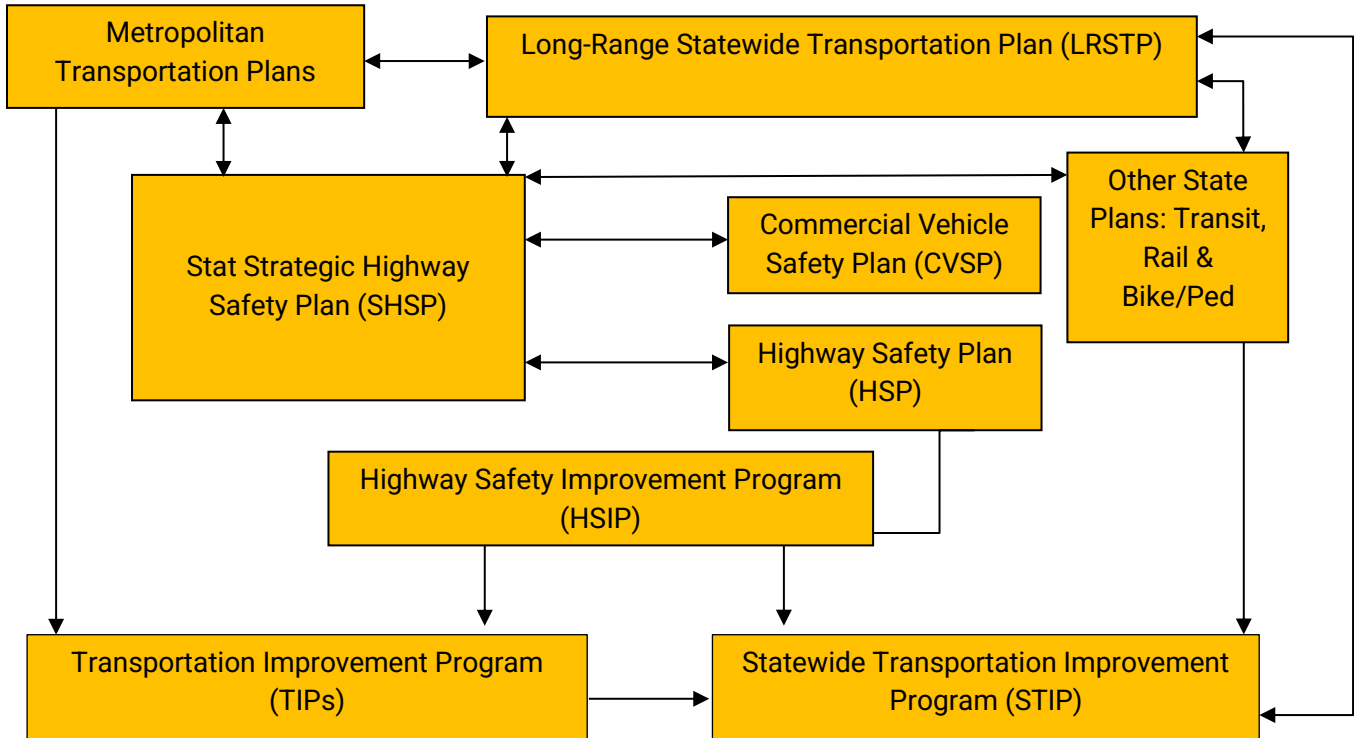 Metropolitan
Transportation Plans
Long-Range Statewide Transportation Plan (LRSTP)
Other State
Plans: Transit,
Rail &
Bike/Ped
Commercial Vehicle
Safety Plan (CVSP)
Stat Strategic Highway
Safety Plan (SHSP)
Highway Safety Plan
(HSP)
Highway Safety Improvement Program
(HSIP)
Transportation Improvement Program
(TIPs)
Statewide Transportation Improvement
Program (STIP)